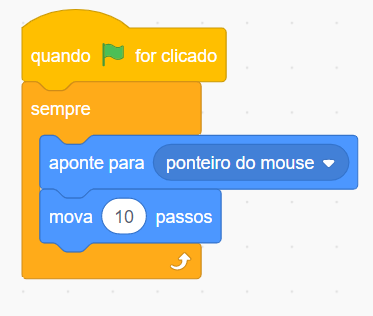 quando for clicado
sempre
aponte para ponteiro do mouse
mova 10 passos